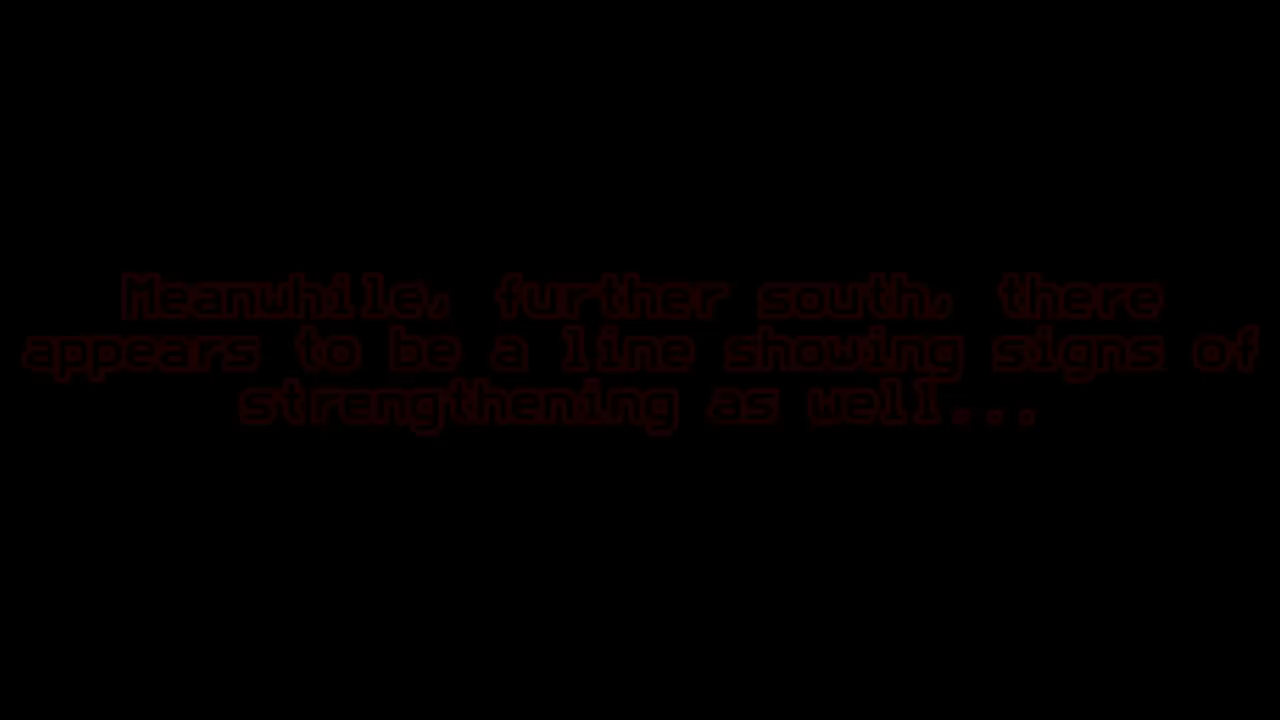 Meanwhile, further south, there
appears to be a line showing signs of
strengthening as well...